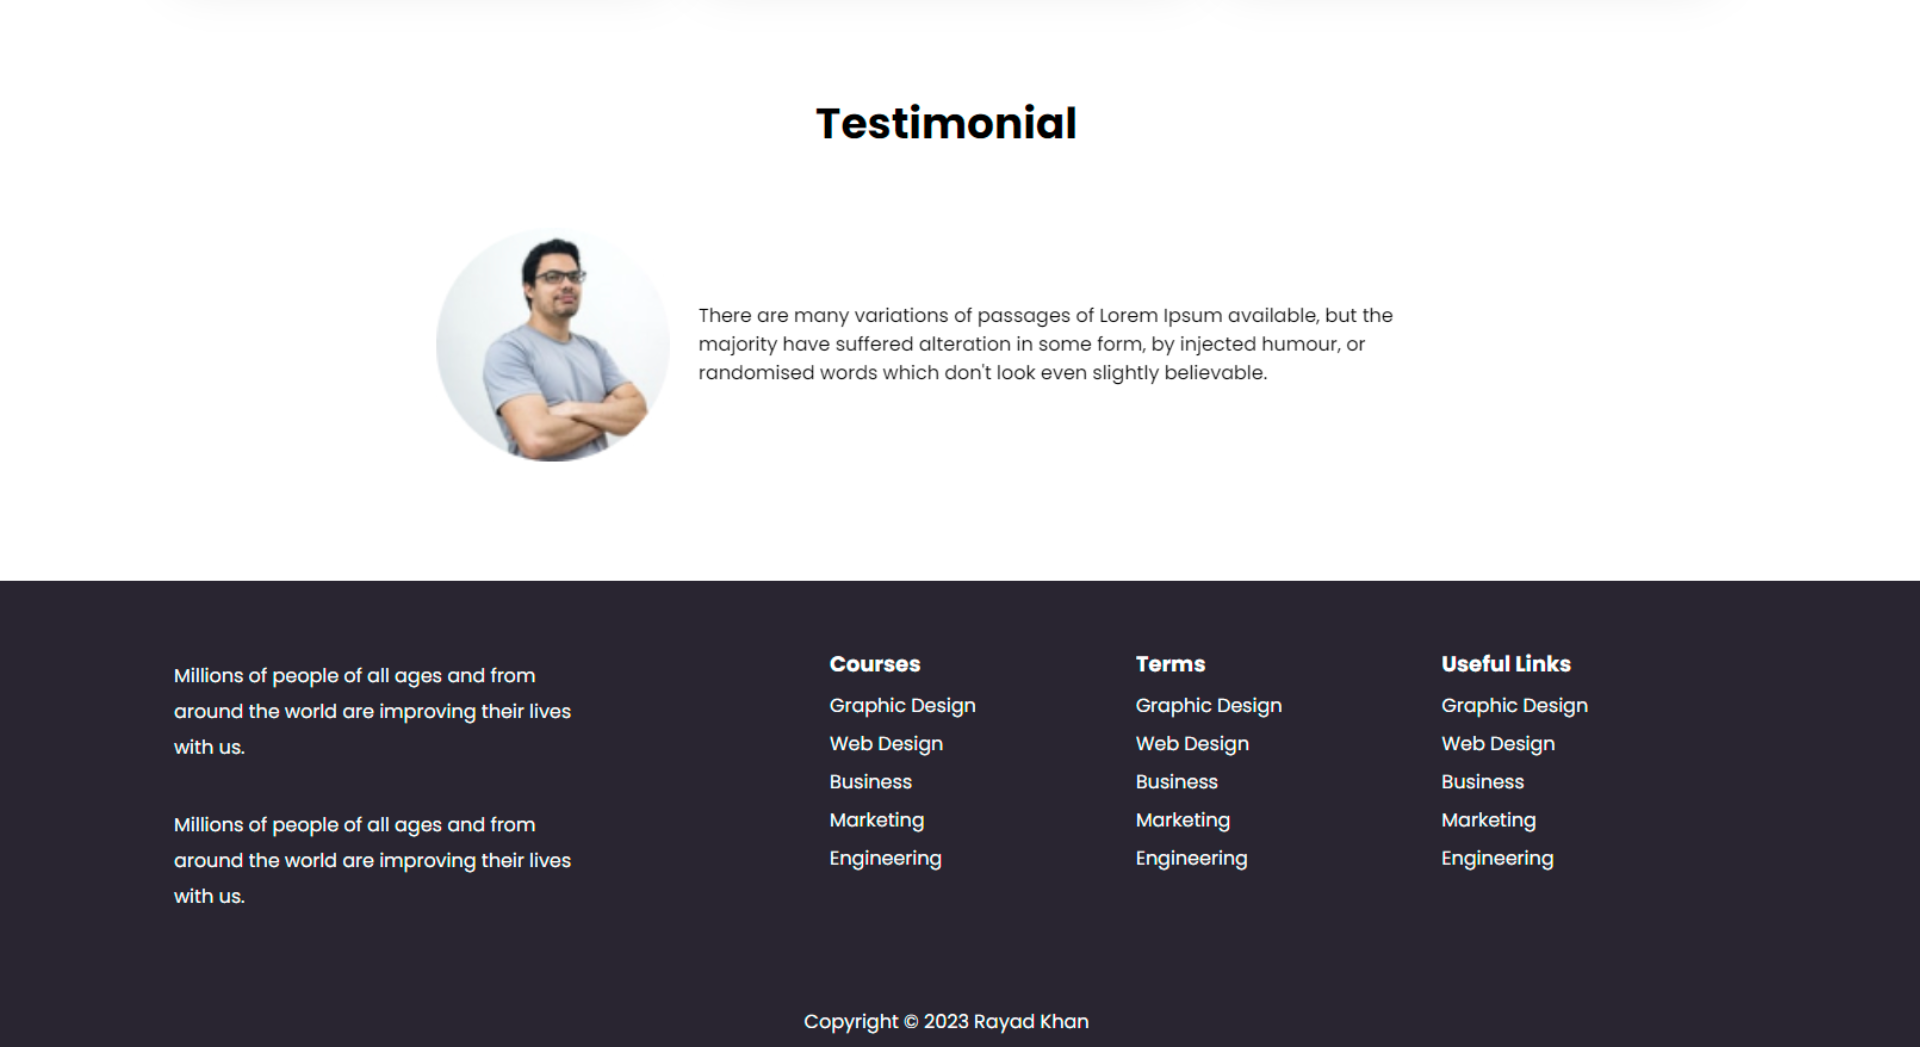 Testimonial
There are many variations of passages of Lorem Ipsum available, but the
majority have suffered alteration in some form, by injected humour, or
randomised words which don't look even slightly believable.
Millions of people of all ages and from
around the world are improving their lives
with us.
Millions of people of all ages and from
around the world are improving their lives
with us.
Courses
Graphic Design
Web Design
Business
Marketing
Engineering
Terms
Graphic Design
Web Design
Business
Marketing
Engineering
Useful Links
Graphic Design
Web Design
Business
Marketing
Engineering
Copyright © 2023 Rayad Khan